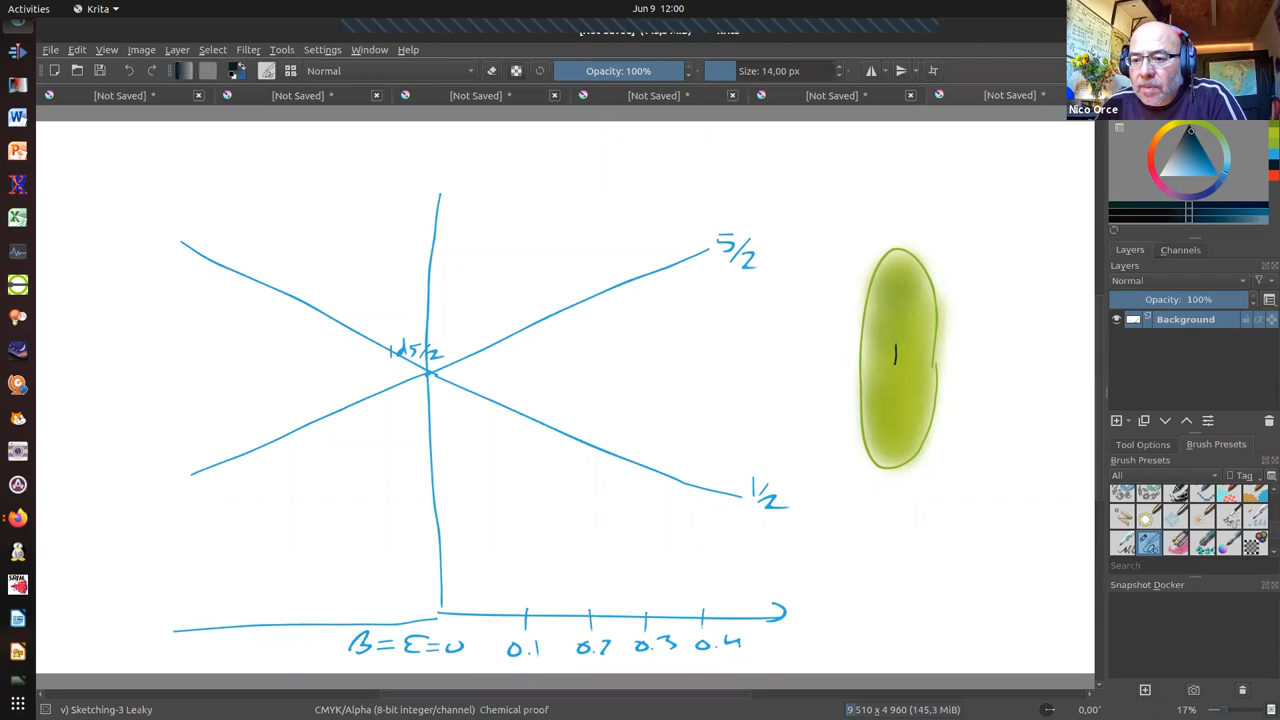 Activities Krita Jun 9 12:00
File Edit View Image Layer Select Filter Tools Settings Window Help
Normal Opacity: 100% Size: 14,00 px
[Not Saved] * [Not Saved] * [Not Saved] * [Not Saved] * [Not Saved] * [Not Saved] *
Nico Orce
5/2
1d5/2
1/2
β=ε=0 0.1 0.2 0.3 0.4
Layers Channels
Layers
Normal
Opacity: 100%
Background
Tool Options Brush Presets
Brush Presets
All Tag
Search
Snapshot Docker
v) Sketching-3 Leaky CMYK/Alpha (8-bit integer/channel) Chemical proof 9 510 x 4 960 (145,3 MiB) 0,00° 17%